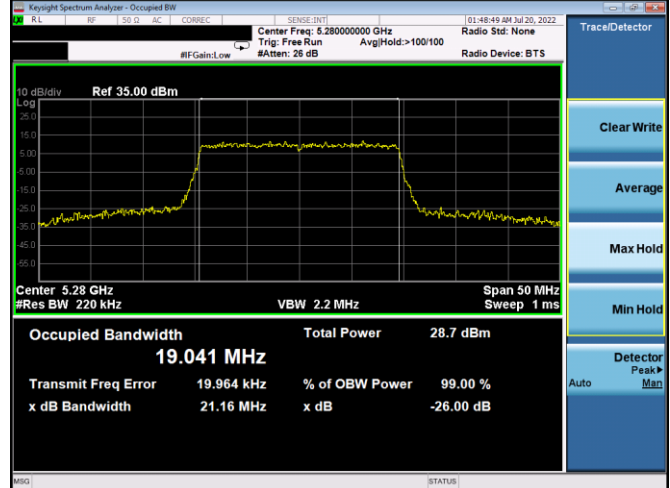 Keysight Spectrum Analyzer - Occupied BW
LXI RL RF 50 Ω AC CORREC SENSE:INT 01:48:49 AM Jul 20, 2022
Center Freq: 5.280000000 GHz Radio Std: None
Trig: Free Run Avg|Hold:>100/100
#IFGain:Low #Atten: 26 dB Radio Device: BTS
Trace/Detector
10 dB/div Ref 35.00 dBm
Log
25.0
15.0
5.00
-5.00
-15.0
-25.0
-35.0
-45.0
-55.0
Center 5.28 GHz Span 50 MHz
#Res BW 220 kHz VBW 2.2 MHz Sweep 1 ms
Occupied Bandwidth Total Power 28.7 dBm
19.041 MHz
Transmit Freq Error 19.964 kHz % of OBW Power 99.00 %
x dB Bandwidth 21.16 MHz x dB -26.00 dB
Clear Write
Average
Max Hold
Min Hold
Detector
Peak▶
Auto Man
MSG STATUS